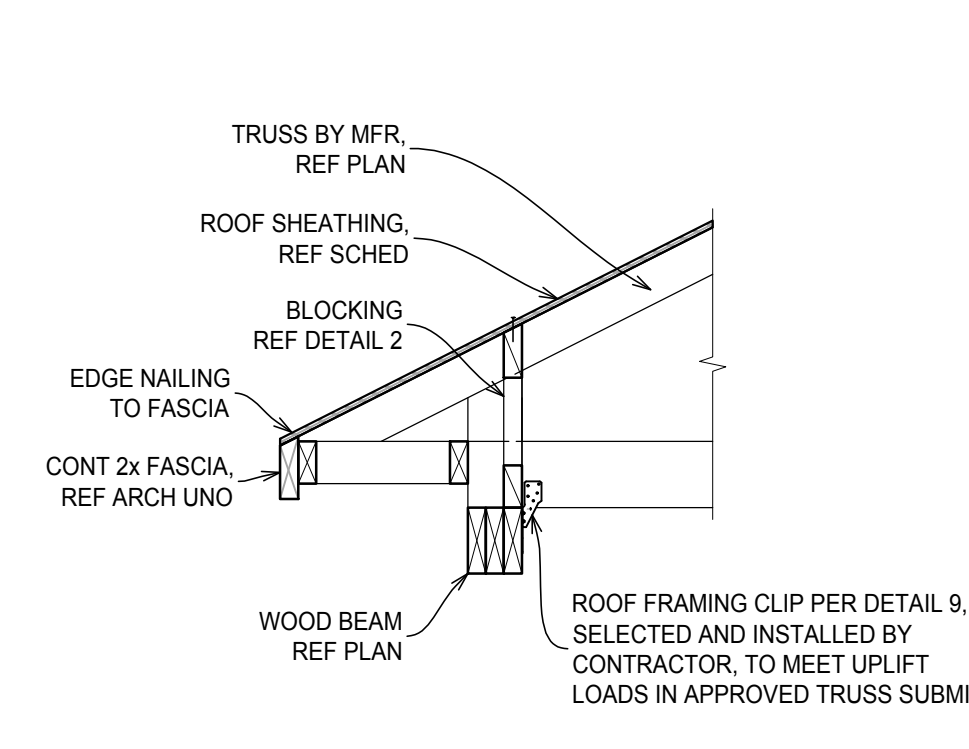 TRUSS BY MFR,
REF PLAN
ROOF SHEATHING,
REF SCHED
BLOCKING
REF DETAIL 2
EDGE NAILING
TO FASCIA
CONT 2x FASCIA,
REF ARCH UNO
WOOD BEAM
REF PLAN
ROOF FRAMING CLIP PER DETAIL 9,
SELECTED AND INSTALLED BY
CONTRACTOR, TO MEET UPLIFT
LOADS IN APPROVED TRUSS SUBMI